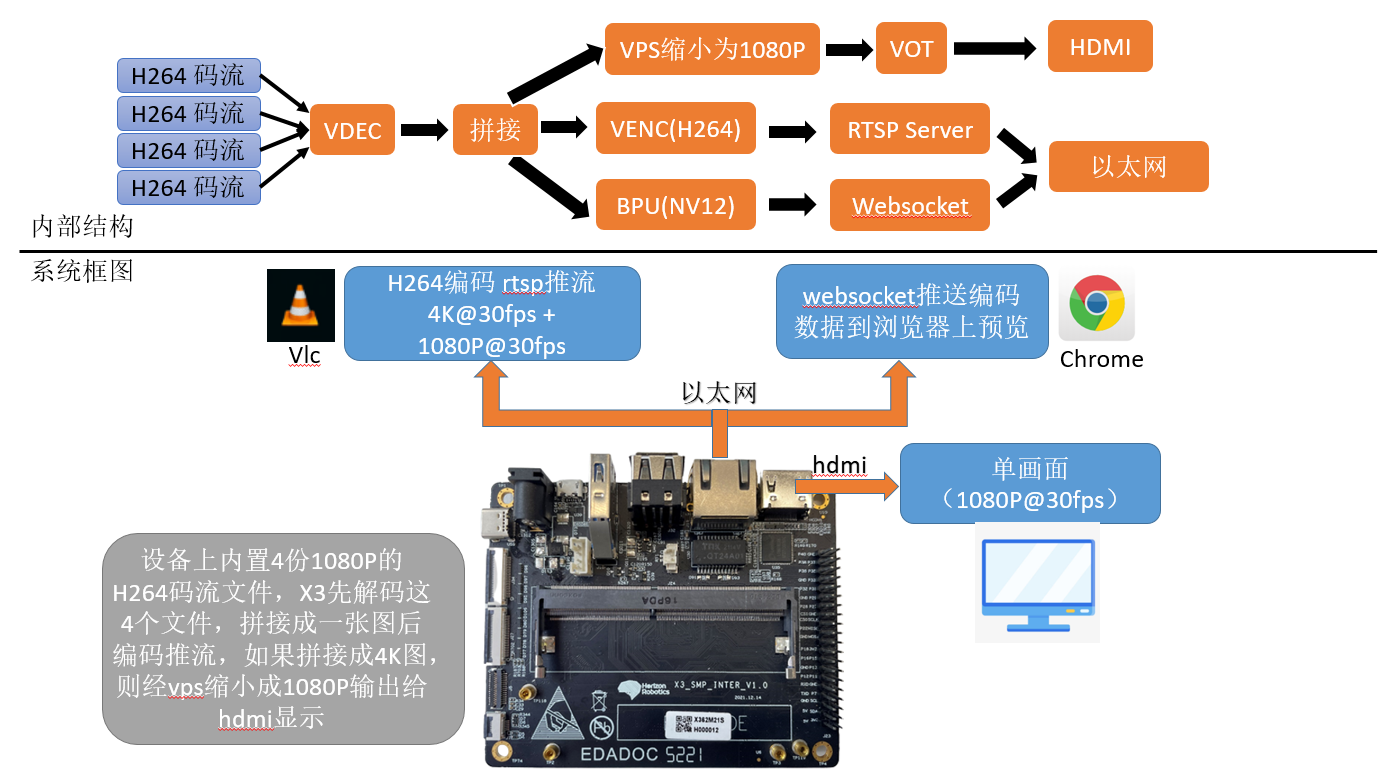 H264 码流
H264 码流
H264 码流
H264 码流
VDEC
拼接
VPS缩小为1080P
VOT
HDMI
VENC(H264)
RTSP Server
BPU(NV12)
Websocket
以太网
内部结构
系统框图
Vlc
H264编码 rtsp推流
4K@30fps +
1080P@30fps
websocket推送编码
数据到浏览器上预览
Chrome
以太网
hdmi
单画面
（1080P@30fps）
设备上内置4份1080P的
H264码流文件，X3先解码这
4个文件，拼接成一张图后
编码推流，如果拼接成4K图，
则经vps缩小成1080P输出给
hdmi显示
16PDA
Horizon
Robotics
X3_SMP_INTER_V1.0
2021.12.14
X362M21S
H000012
EDADOC 5221